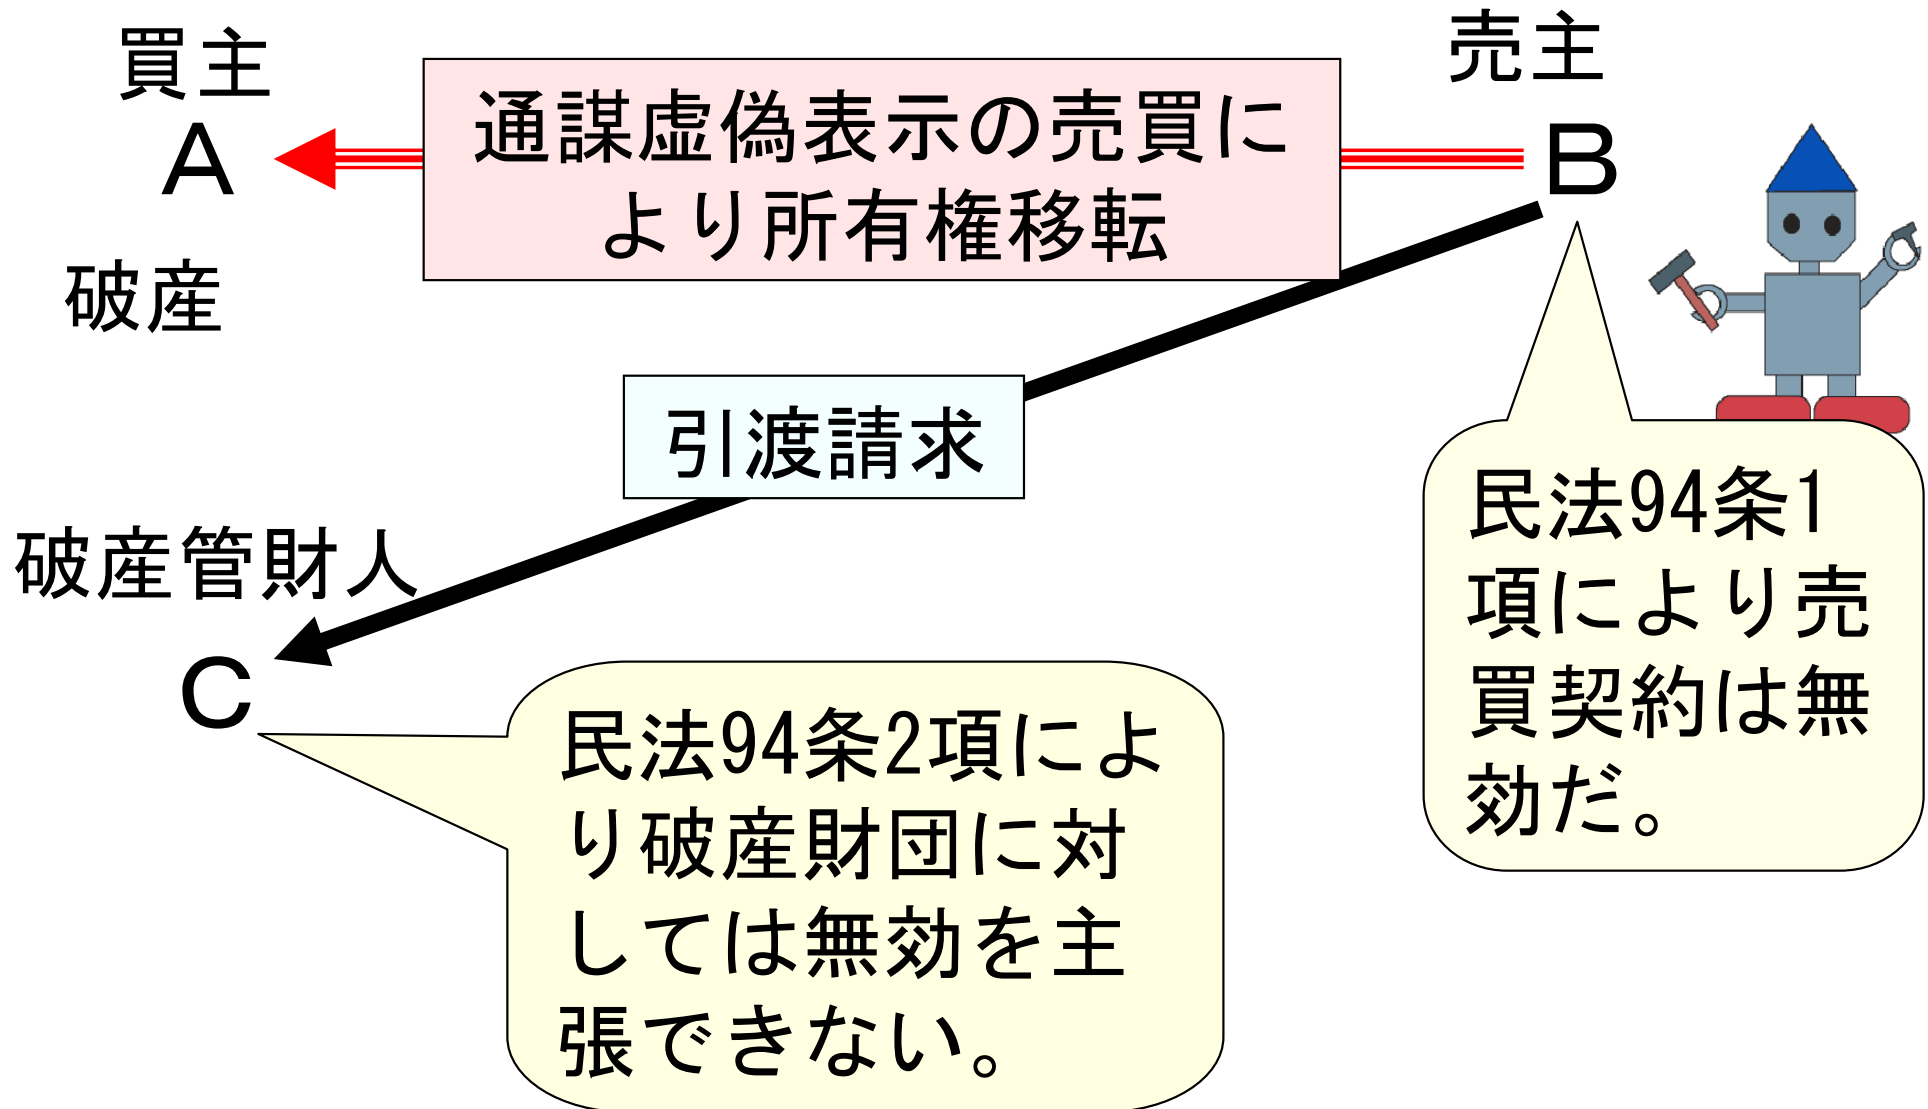 買主
A
破産
通謀虚偽表示の売買に
より所有権移転
売主
B
引渡請求
破産管財人
C
民法94条1
項により売
買契約は無
効だ。
民法94条2項によ
り破産財団に対
しては無効を主
張できない。